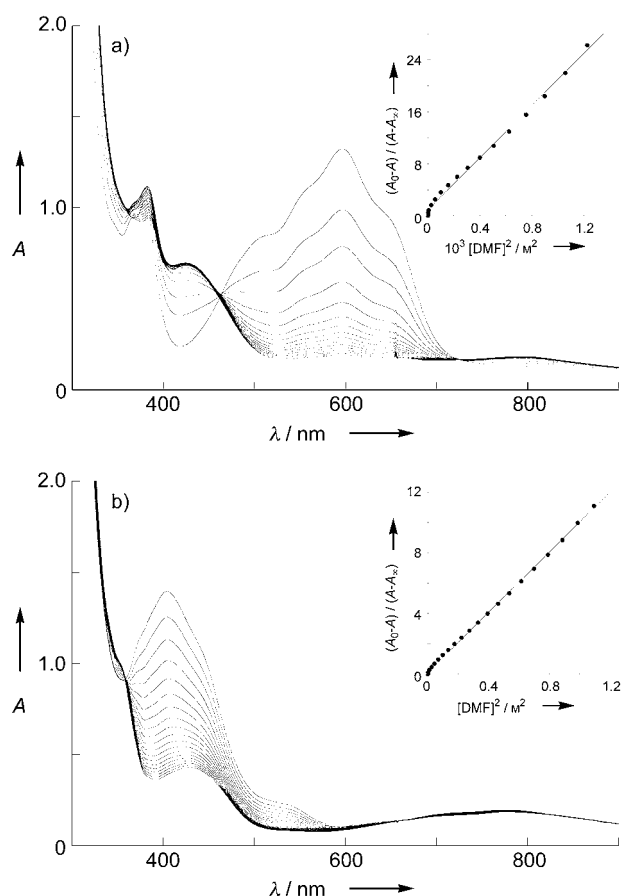 2.0
a)
1.0
A
0
400
600
800
λ / nm
24
16
8
0
(A₀-A) / (A-A∞)
0
0.4
0.8
1.2
10³ [DMF]² / M²
2.0
b)
1.0
A
0
400
600
800
λ / nm
12
8
4
0
(A₀-A) / (A-A∞)
0
0.4
0.8
1.2
[DMF]² / M²